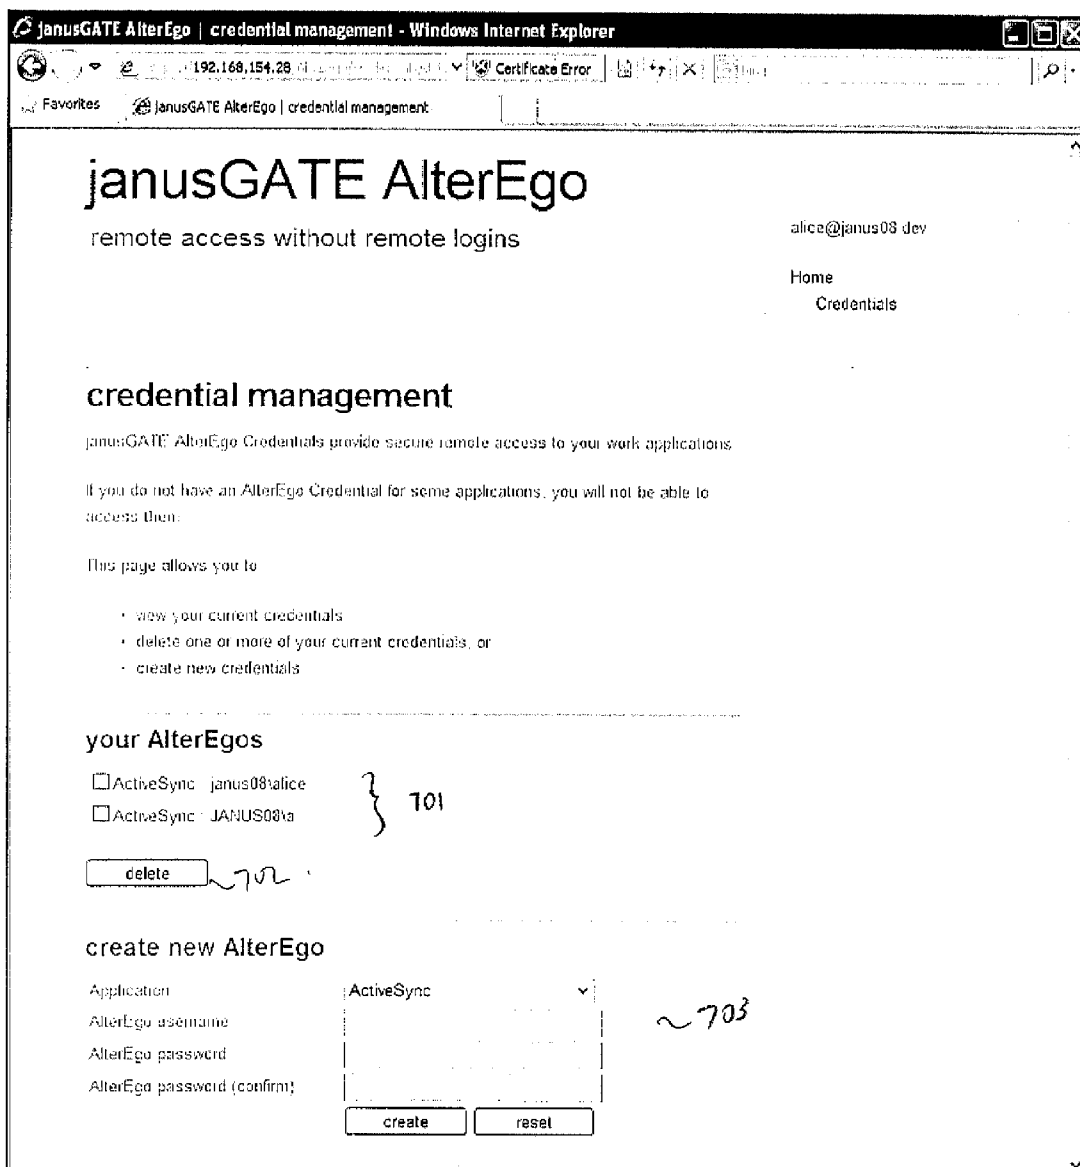 janusGATE AlterEgo | credential management - Windows Internet Explorer
192.168.154.28 Certificate Error
Favorites janusGATE AlterEgo | credential management
janusGATE AlterEgo
remote access without remote logins
alice@janus08 dev
Home
Credentials
credential management
janusGATE AlterEgo Credentials provide secure remote access to your work applications
If you do not have an AlterEgo Credential for some applications, you will not be able to
access them.
This page allows you to
· view your current credentials
· delete one or more of your current credentials, or
· create new credentials
your AlterEgos
ActiveSync janus08\alice
701
ActiveSync : JANUS08\a
delete 702
create new AlterEgo
Application ActiveSync
703
AlterEgo username
AlterEgo password
AlterEgo password (confirm)
create reset